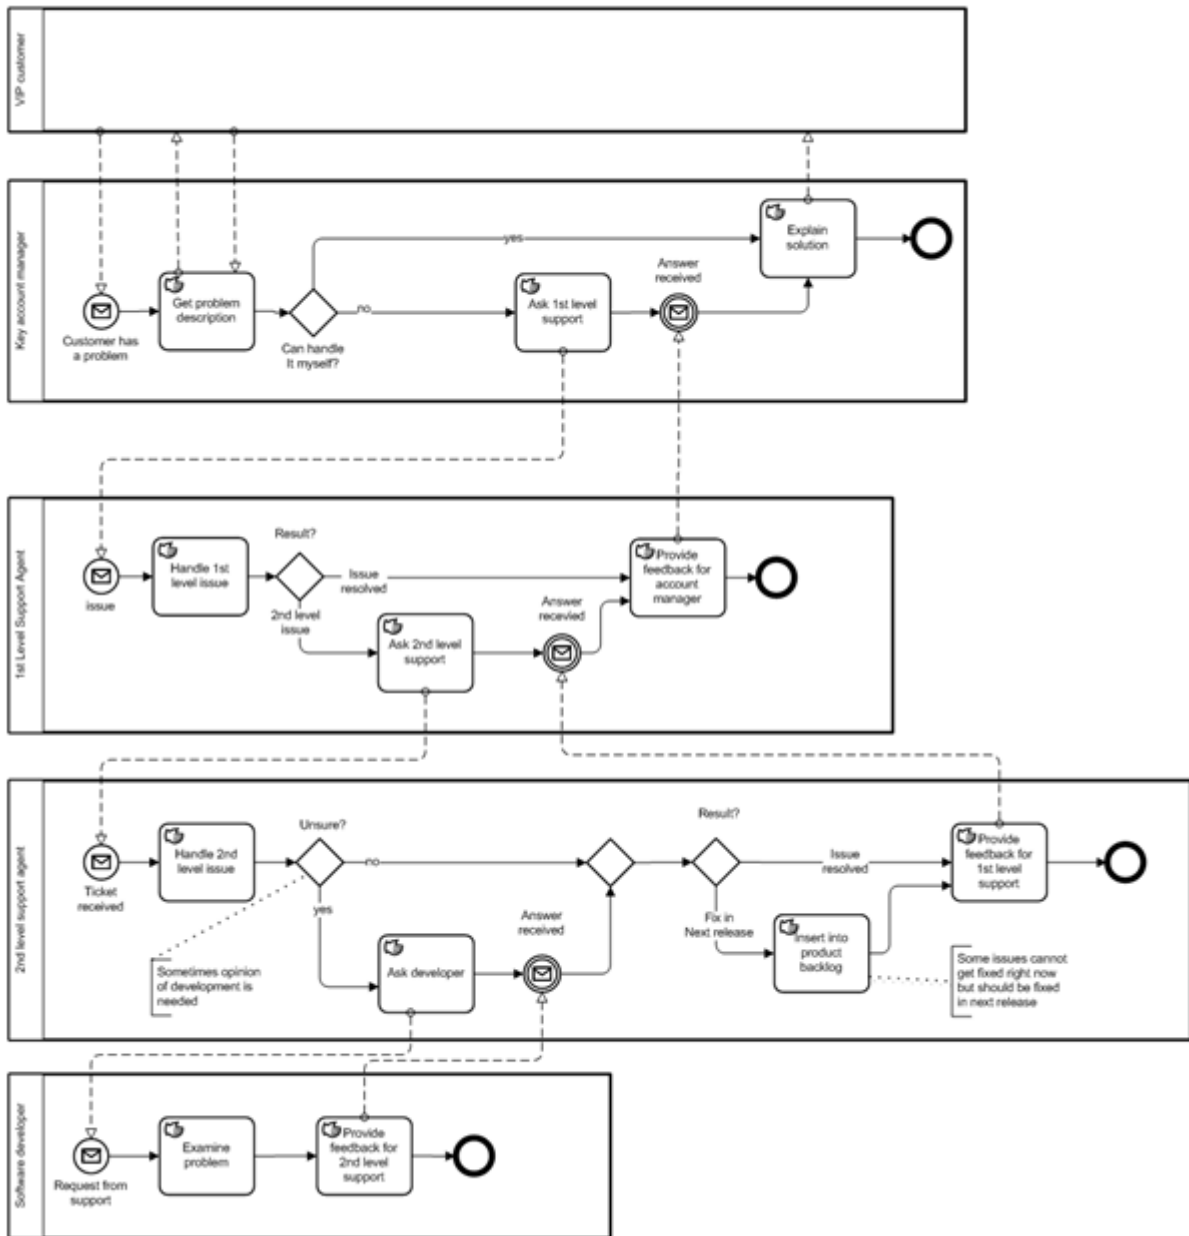 VIP customer
Key account manager
Customer has
a problem
Get problem
description
Can handle
It myself?
yes
no
Ask 1st level
support
Answer
received
Explain
solution
1st Level Support Agent
issue
Handle 1st
level issue
Result?
Issue
resolved
2nd level
issue
Ask 2nd level
support
Answer
recevied
Provide
feedback for
account
manager
2nd level support agent
Ticket
received
Handle 2nd
level issue
Unsure?
no
yes
Sometimes opinion
of development is
needed
Ask developer
Answer
received
Result?
Issue
resolved
Fix in
Next release
Insert into
product
backlog
Provide
feedback for
1st level
support
Some issues cannot
get fixed right now
but should be fixed
in next release
Software developer
Request from
support
Examine
problem
Provide
feedback for
2nd level
support